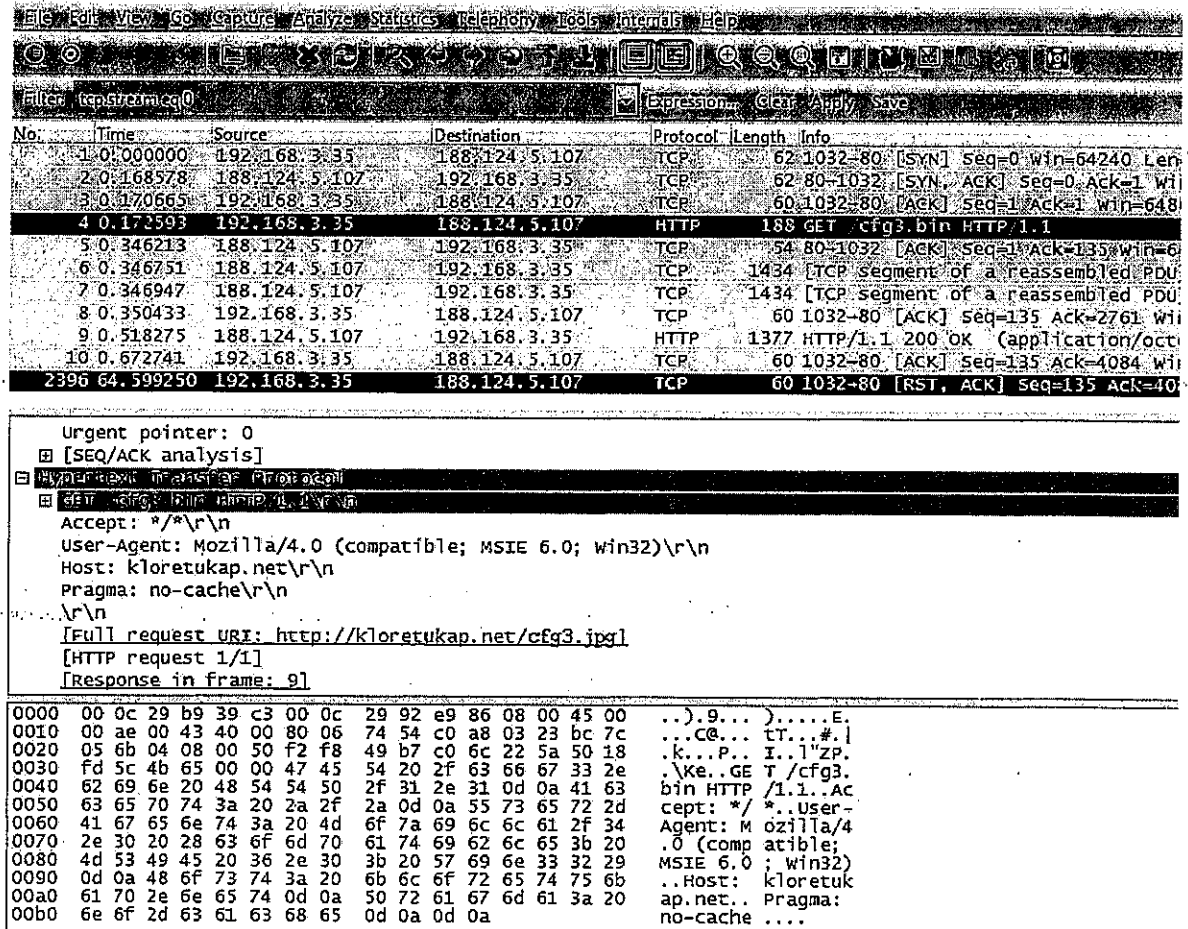 File Edit View Go Capture Analyze Statistics Telephony Tools Internals Help
Filter: tcp.stream eq 0 Expression... Clear Apply Save
No. Time Source Destination Protocol Length Info
1 0.000000 192.168.3.35 188.124.5.107 TCP 62 1032→80 [SYN] Seq=0 Win=64240 Len
2 0.168578 188.124.5.107 192.168.3.35 TCP 62 80→1032 [SYN, ACK] Seq=0 Ack=1 Wi
3 0.170665 192.168.3.35 188.124.5.107 TCP 60 1032→80 [ACK] Seq=1 Ack=1 Win=648
4 0.172593 192.168.3.35 188.124.5.107 HTTP 188 GET /cfg3.bin HTTP/1.1
5 0.346213 188.124.5.107 192.168.3.35 TCP 54 80→1032 [ACK] Seq=1 Ack=135 Win=6
6 0.346751 188.124.5.107 192.168.3.35 TCP 1434 [TCP segment of a reassembled PDU
7 0.346947 188.124.5.107 192.168.3.35 TCP 1434 [TCP segment of a reassembled PDU
8 0.350433 192.168.3.35 188.124.5.107 TCP 60 1032→80 [ACK] Seq=135 Ack=2761 Wi
9 0.518275 188.124.5.107 192.168.3.35 HTTP 1377 HTTP/1.1 200 OK (application/oct
10 0.672741 192.168.3.35 188.124.5.107 TCP 60 1032→80 [ACK] Seq=135 Ack=4084 Wi
2396 64.599250 192.168.3.35 188.124.5.107 TCP 60 1032→80 [RST, ACK] Seq=135 Ack=40
Urgent pointer: 0
[SEQ/ACK analysis]
Hypertext Transfer Protocol
GET /cfg3.bin HTTP/1.1\r\n
Accept: */*\r\n
User-Agent: Mozilla/4.0 (compatible; MSIE 6.0; Win32)\r\n
Host: kloretukap.net\r\n
Pragma: no-cache\r\n
\r\n
[Full request URI: http://kloretukap.net/cfg3.jpg]
[HTTP request 1/1]
[Response in frame: 9]
0000 00 0c 29 b9 39 c3 00 0c 29 92 e9 86 08 00 45 00 ..).9... ).....E.
0010 00 ae 00 43 40 00 80 06 74 54 c0 a8 03 23 bc 7c ...C@... tT...#.|
0020 05 6b 04 08 00 50 f2 f8 49 b7 c0 6c 22 5a 50 18 .k...P.. I..l"ZP.
0030 fd 5c 4b 65 00 00 47 45 54 20 2f 63 66 67 33 2e .\Ke..GE T /cfg3.
0040 62 69 6e 20 48 54 54 50 2f 31 2e 31 0d 0a 41 63 bin HTTP /1.1..Ac
0050 63 65 70 74 3a 20 2a 2f 2a 0d 0a 55 73 65 72 2d cept: */ *..User-
0060 41 67 65 6e 74 3a 20 4d 6f 7a 69 6c 6c 61 2f 34 Agent: M ozilla/4
0070 2e 30 20 28 63 6f 6d 70 61 74 69 62 6c 65 3b 20 .0 (comp atible;
0080 4d 53 49 45 20 36 2e 30 3b 20 57 69 6e 33 32 29 MSIE 6.0 ; Win32)
0090 0d 0a 48 6f 73 74 3a 20 6b 6c 6f 72 65 74 75 6b ..Host: kloretuk
00a0 61 70 2e 6e 65 74 0d 0a 50 72 61 67 6d 61 3a 20 ap.net.. Pragma:
00b0 6e 6f 2d 63 61 63 68 65 0d 0a 0d 0a no-cache ....